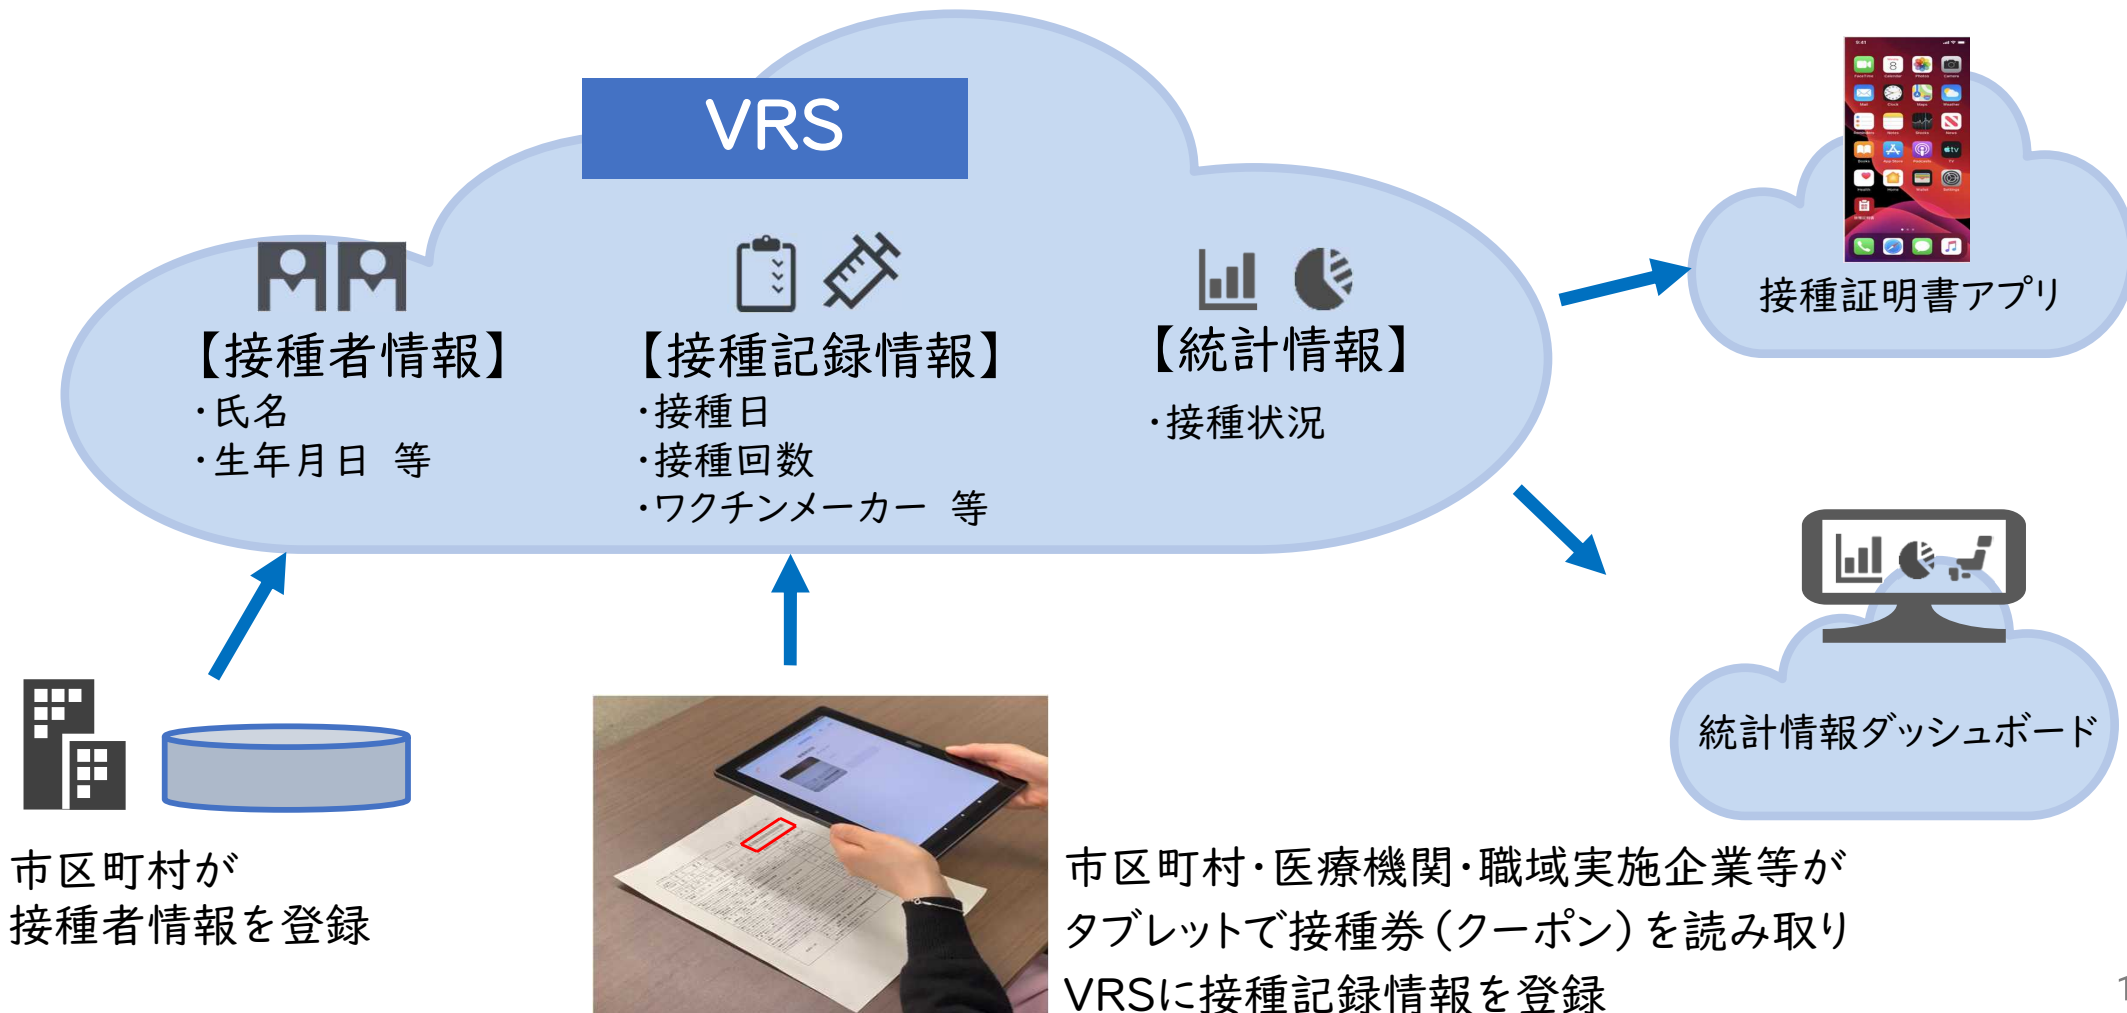 VRS
【接種者情報】
・氏名
・生年月日 等
【接種記録情報】
・接種日
・接種回数
・ワクチンメーカー 等
【統計情報】
・接種状況
接種証明書アプリ
統計情報ダッシュボード
市区町村が
接種者情報を登録
市区町村・医療機関・職域実施企業等が
タブレットで接種券(クーポン)を読み取り
VRSに接種記録情報を登録
1